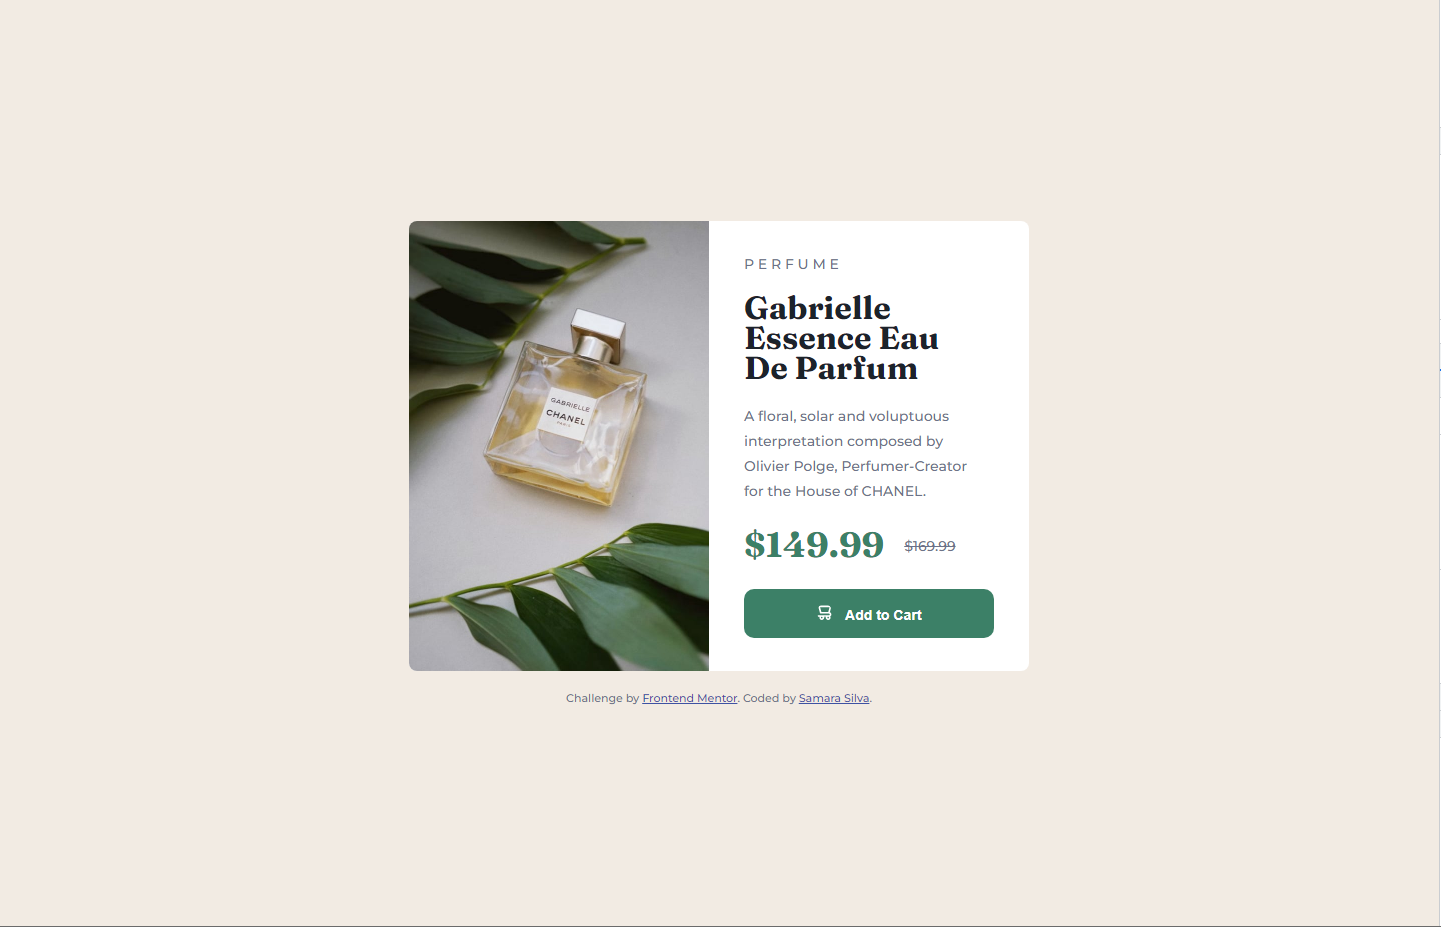 PERFUME
Gabrielle
Essence Eau
De Parfum
GABRIELLE
CHANEL
PARIS
A floral, solar and voluptuous
interpretation composed by
Olivier Polge, Perfumer-Creator
for the House of CHANEL.
$149.99 $169.99
Add to Cart
Challenge by Frontend Mentor. Coded by Samara Silva.